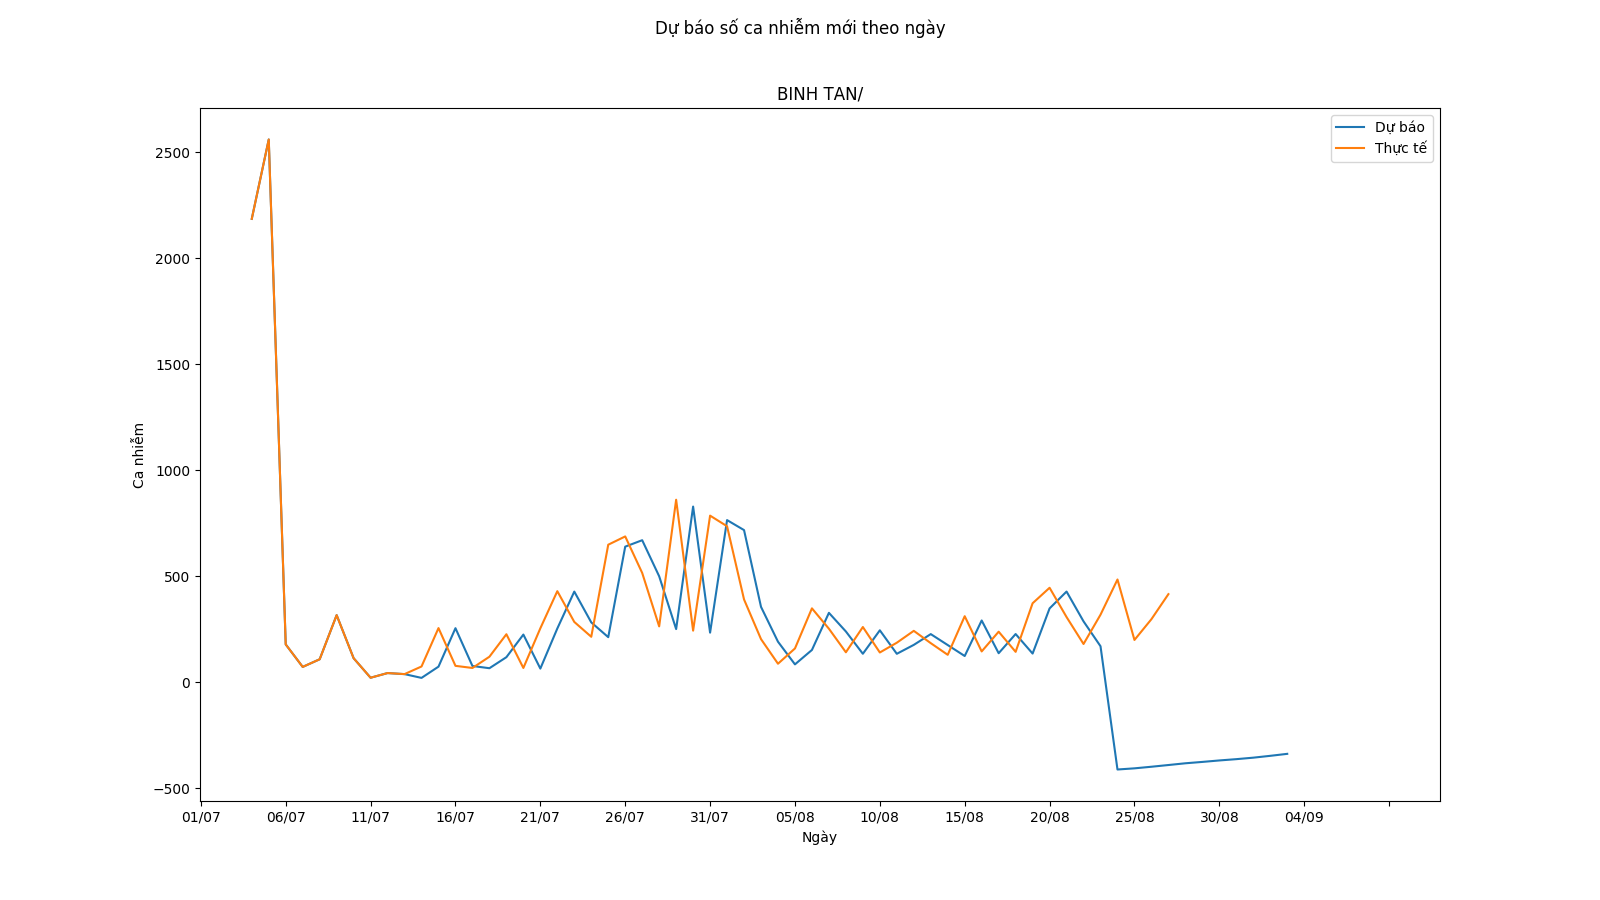 Dự báo số ca nhiễm mới theo ngày
BINH TAN/
Dự báo
Thực tế
2500
2000
1500
1000
500
0
−500
Ca nhiễm
01/07 06/07 11/07 16/07 21/07 26/07 31/07 05/08 10/08 15/08 20/08 25/08 30/08 04/09
Ngày